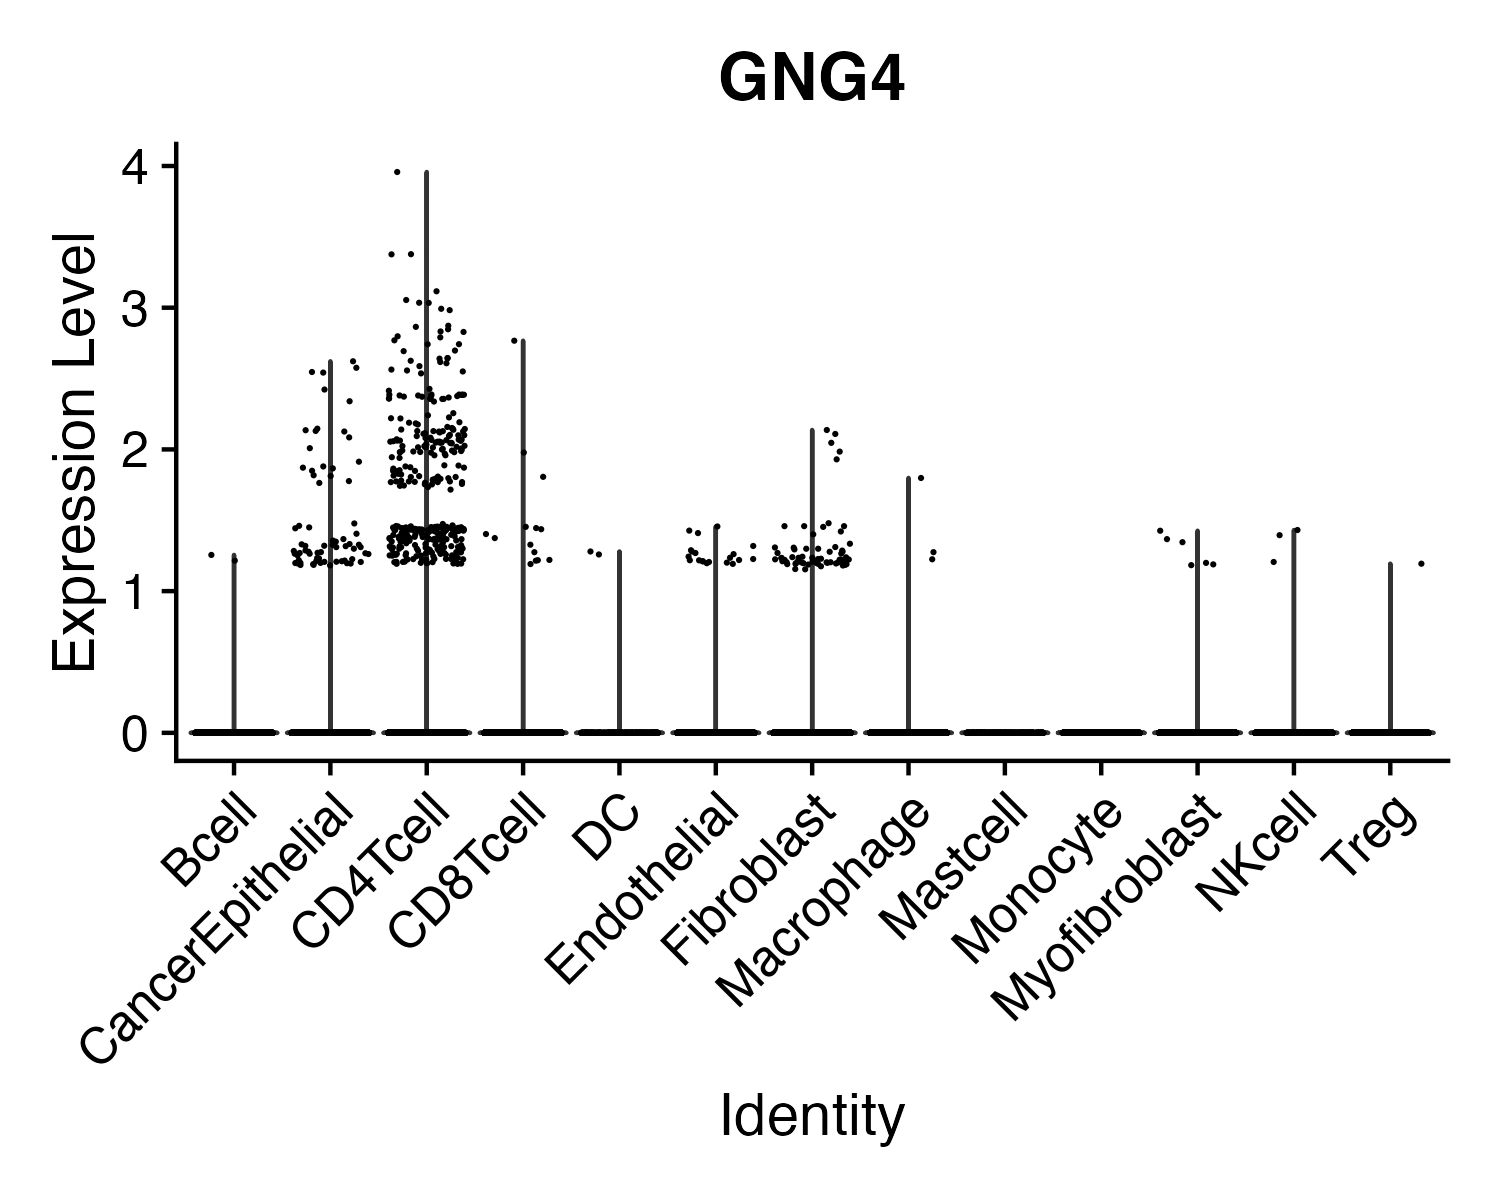 GNG4
Expression Level
4
3
2
1
0
Bcell
CancerEpithelial
CD4Tcell
CD8Tcell
DC
Endothelial
Fibroblast
Macrophage
Mastcell
Monocyte
Myofibroblast
NKcell
Treg
Identity